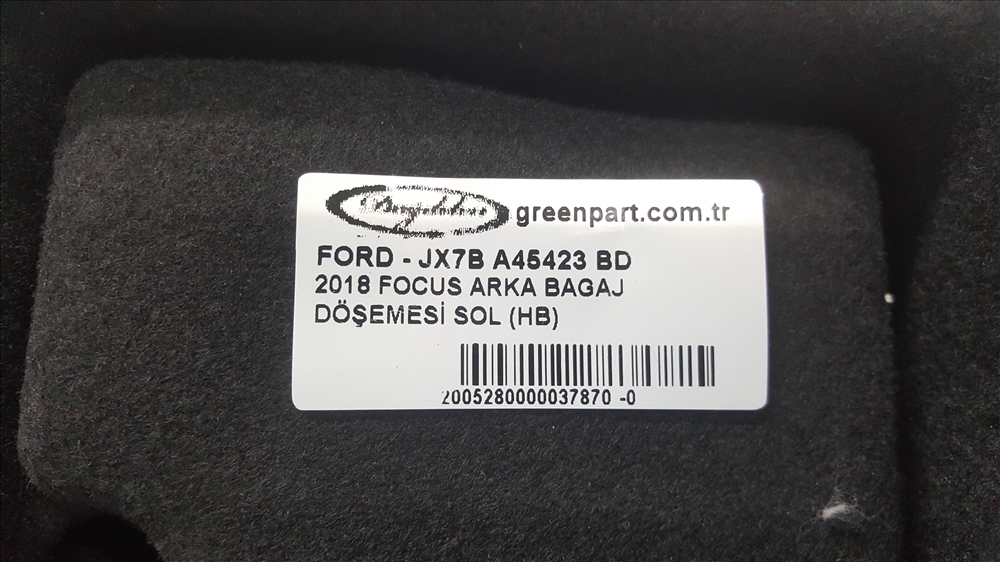 greenpart.com.tr
FORD - JX7B A45423 BD
2018 FOCUS ARKA BAGAJ
DÖŞEMESİ SOL (HB)
2005280000037870 -0